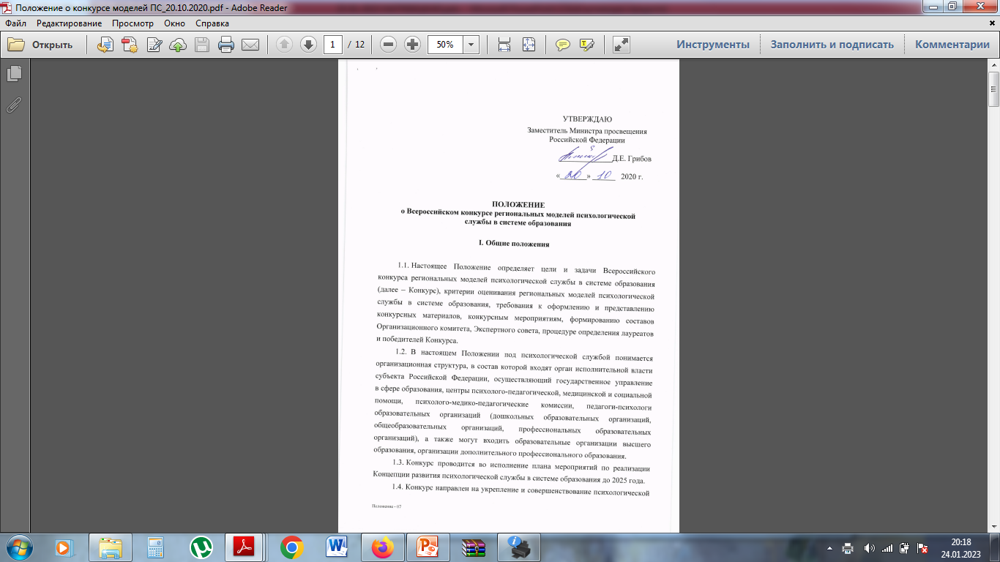 Положение о конкурсе моделей ПС_20.10.2020.pdf - Adobe Reader
Файл Редактирование Просмотр Окно Справка
Открыть 1 / 12 50% Инструменты Заполнить и подписать Комментарии
УТВЕРЖДАЮ
Заместитель Министра просвещения
Российской Федерации
Д.Е. Грибов
«20» 10 2020 г.
ПОЛОЖЕНИЕ
о Всероссийском конкурсе региональных моделей психологической
службы в системе образования
I. Общие положения
1.1. Настоящее Положение определяет цели и задачи Всероссийского
конкурса региональных моделей психологической службы в системе образования
(далее – Конкурс), критерии оценивания региональных моделей психологической
службы в системе образования, требования к оформлению и представлению
конкурсных материалов, конкурсным мероприятиям, формированию составов
Организационного комитета, Экспертного совета, процедуре определения лауреатов
и победителей Конкурса.
1.2. В настоящем Положении под психологической службой понимается
организационная структура, в состав которой входят орган исполнительной власти
субъекта Российской Федерации, осуществляющий государственное управление
в сфере образования, центры психолого-педагогической, медицинской и социальной
помощи, психолого-медико-педагогические комиссии, педагоги-психологи
образовательных организаций (дошкольных образовательных организаций,
общеобразовательных организаций, профессиональных образовательных
организаций), а также могут входить образовательные организации высшего
образования, организации дополнительного профессионального образования.
1.3. Конкурс проводится во исполнение плана мероприятий по реализации
Концепции развития психологической службы в системе образования до 2025 года.
1.4. Конкурс направлен на укрепление и совершенствование психологической
Положение - 07
20:18
24.01.2023